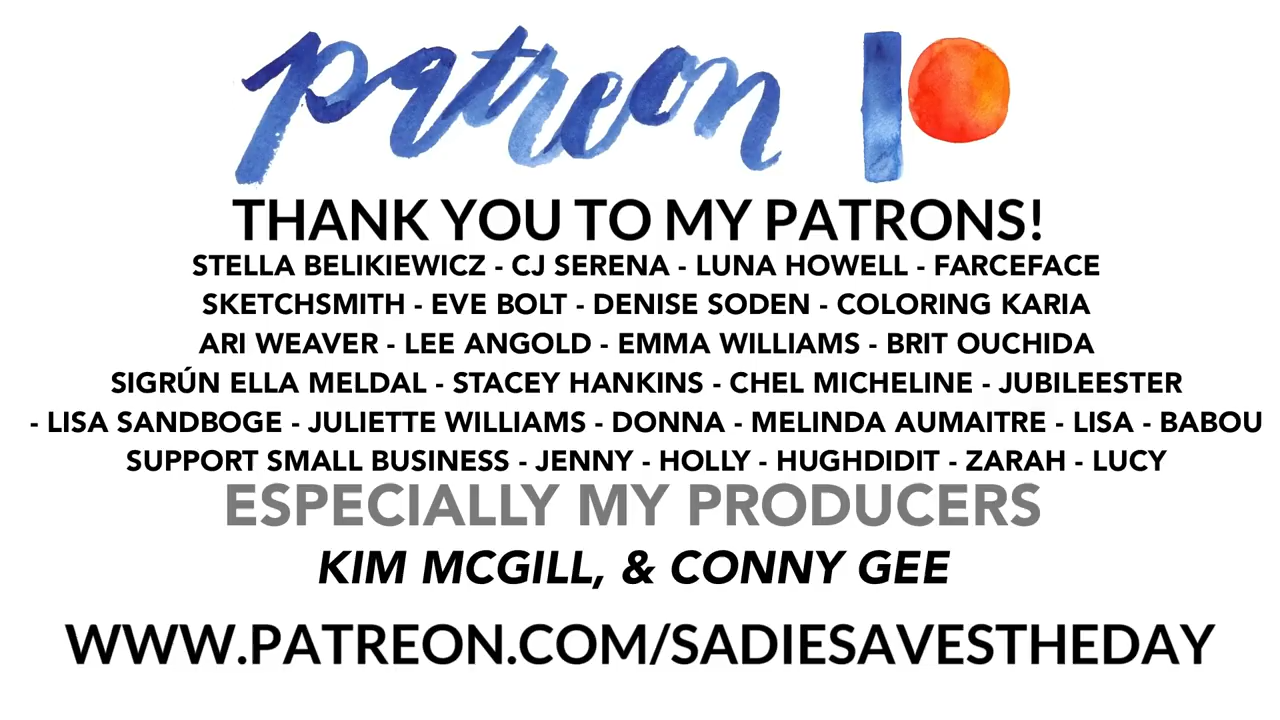 patreon
THANK YOU TO MY PATRONS!
STELLA BELIKIEWICZ - CJ SERENA - LUNA HOWELL - FARCEFACE
SKETCHSMITH - EVE BOLT - DENISE SODEN - COLORING KARIA
ARI WEAVER - LEE ANGOLD - EMMA WILLIAMS - BRIT OUCHIDA
SIGRÚN ELLA MELDAL - STACEY HANKINS - CHEL MICHELINE - JUBILEESTER
- LISA SANDBOGE - JULIETTE WILLIAMS - DONNA - MELINDA AUMAITRE - LISA - BABOU
SUPPORT SMALL BUSINESS - JENNY - HOLLY - HUGHDIDIT - ZARAH - LUCY
ESPECIALLY MY PRODUCERS
KIM MCGILL, & CONNY GEE
WWW.PATREON.COM/SADIESAVESTHEDAY